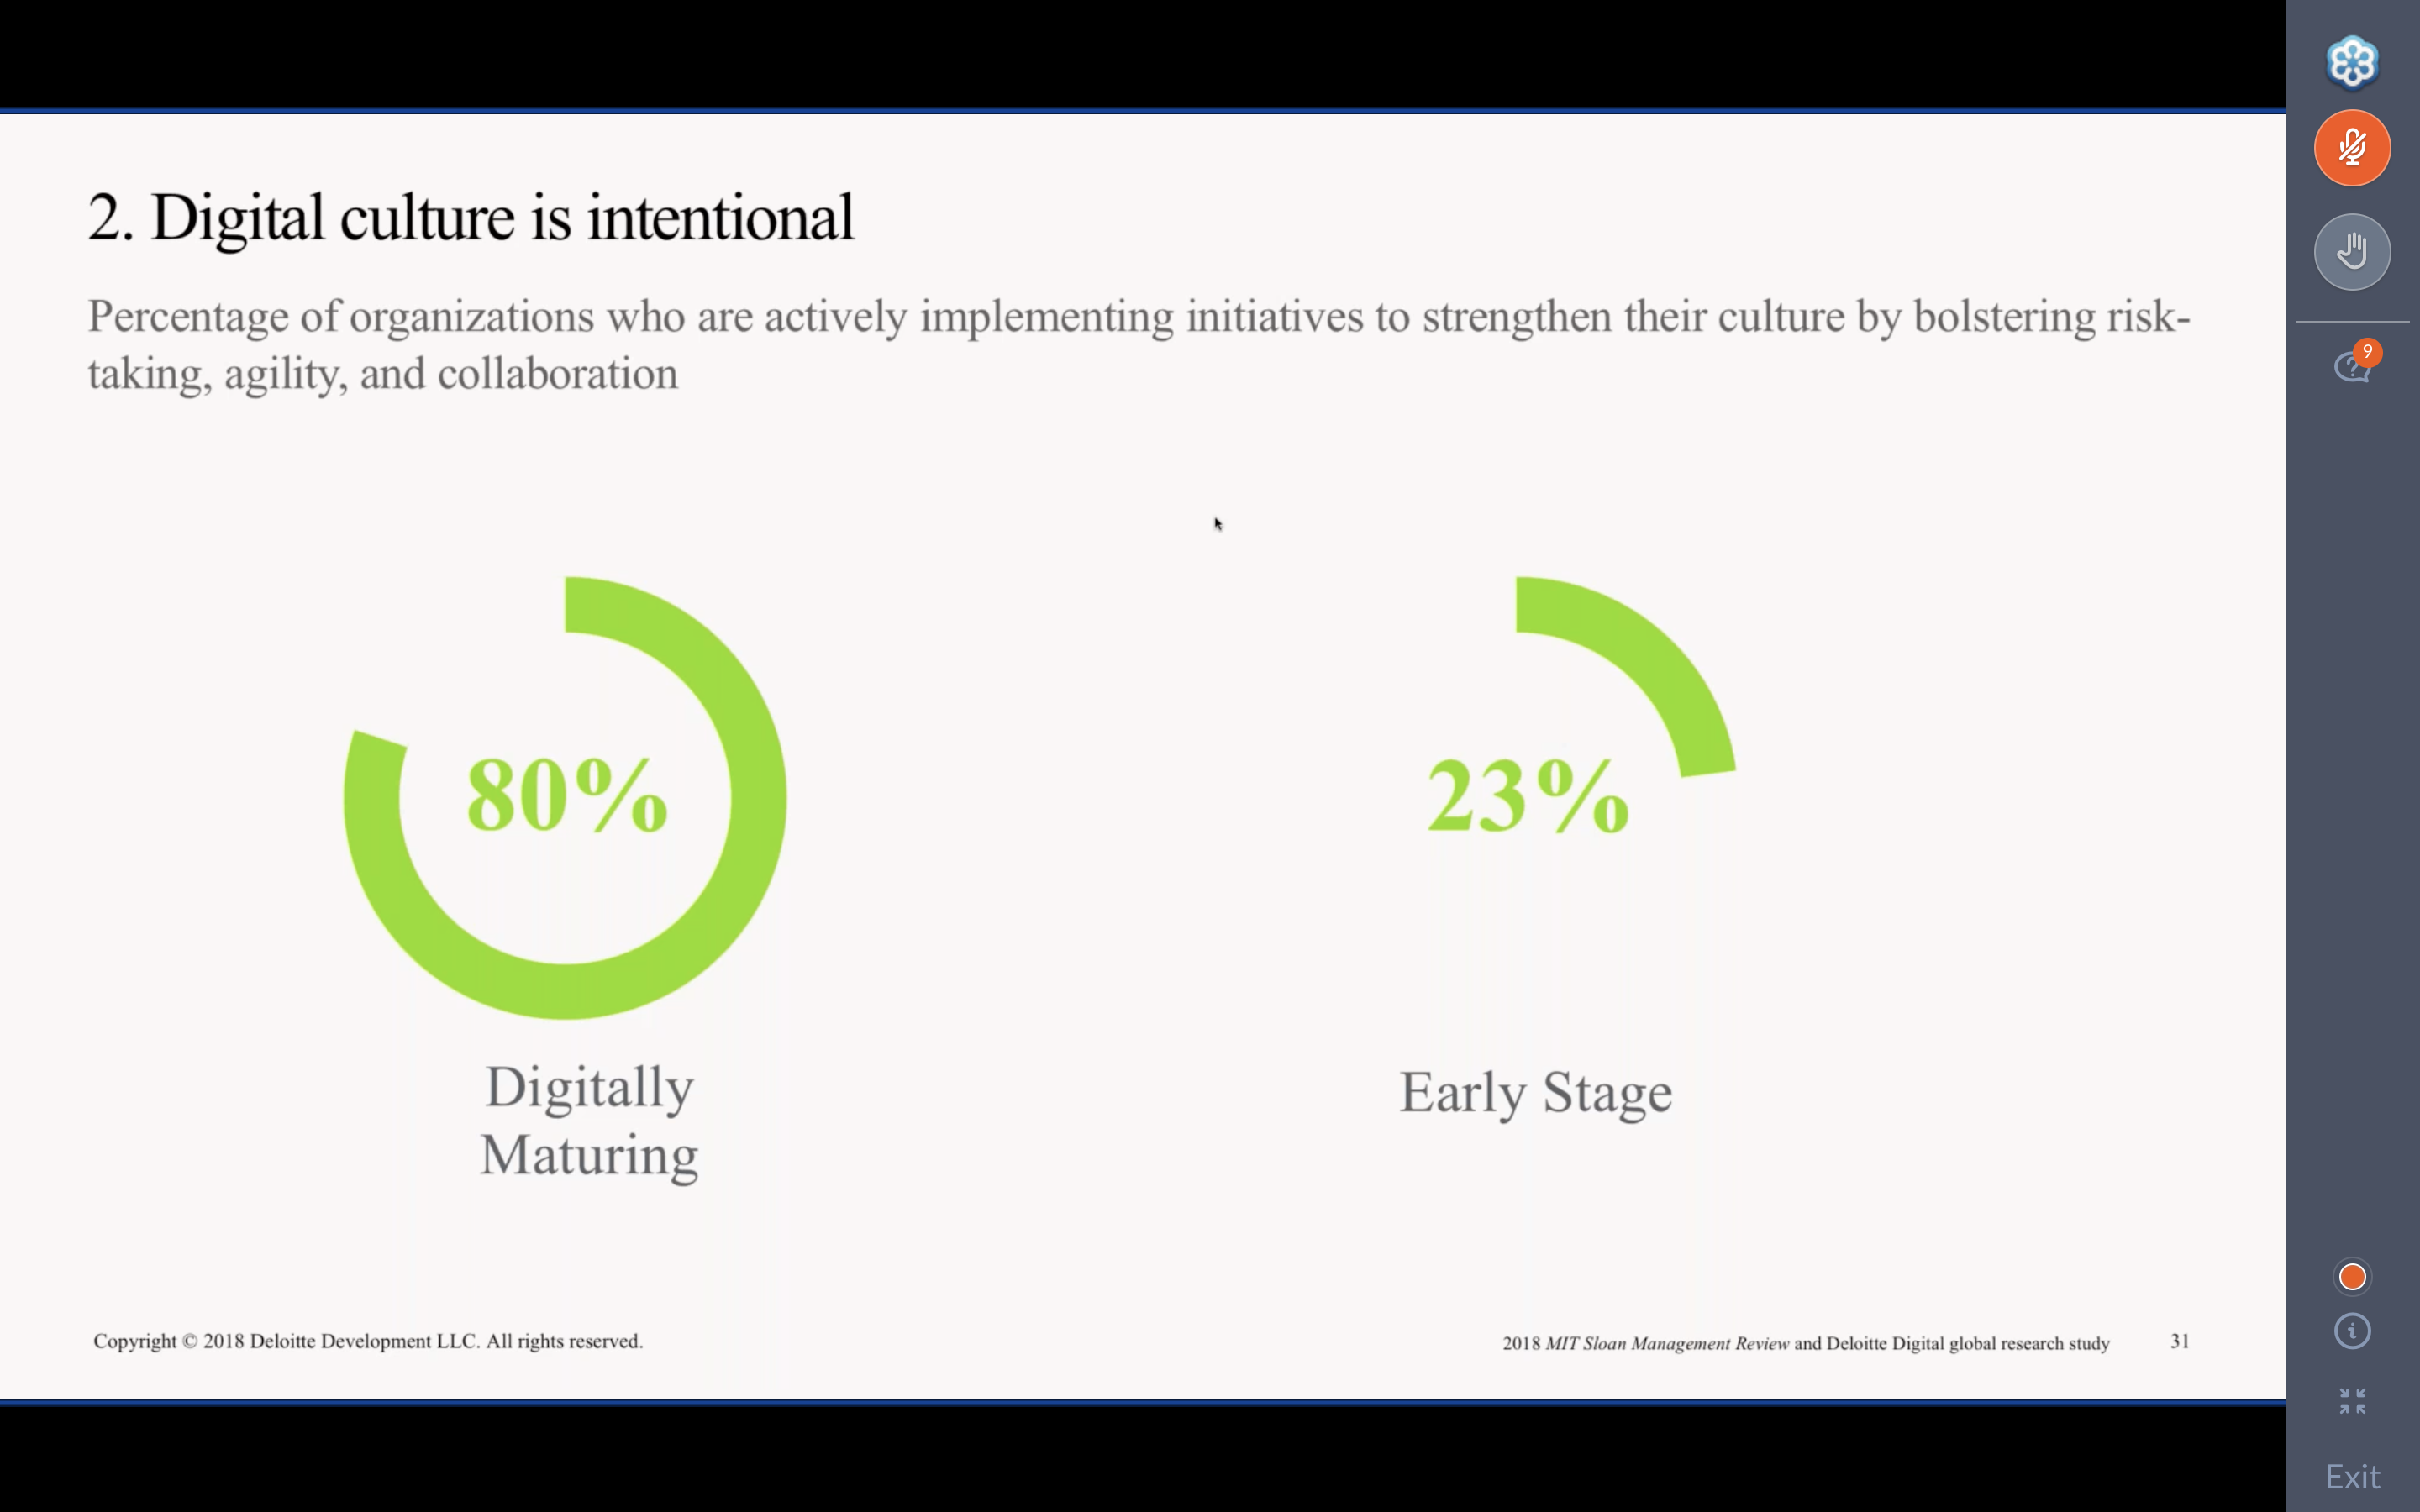 2. Digital culture is intentional
Percentage of organizations who are actively implementing initiatives to strengthen their culture by bolstering risk-
taking, agility, and collaboration
9
80%
23%
Digitally
Maturing
Early Stage
Copyright © 2018 Deloitte Development LLC. All rights reserved.
2018 MIT Sloan Management Review and Deloitte Digital global research study
31
Exit